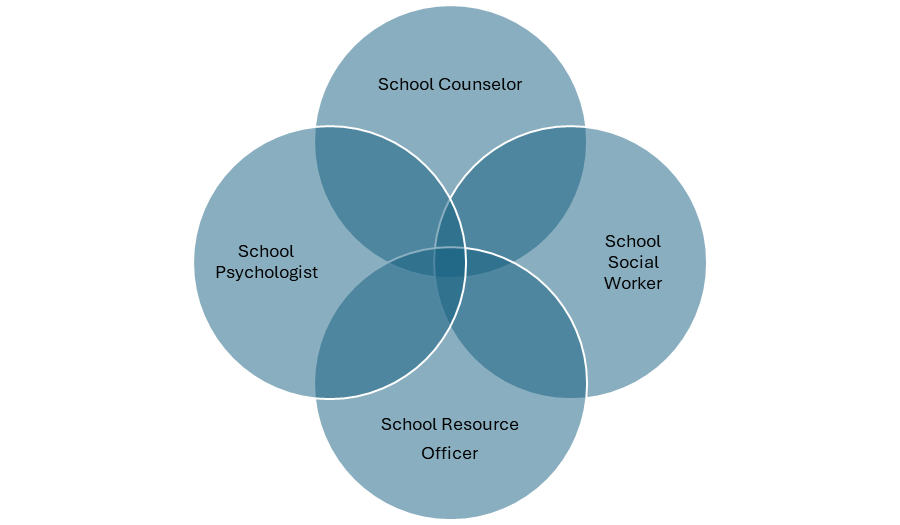 School Counselor
School
Psychologist
School
Social
Worker
School Resource
Officer